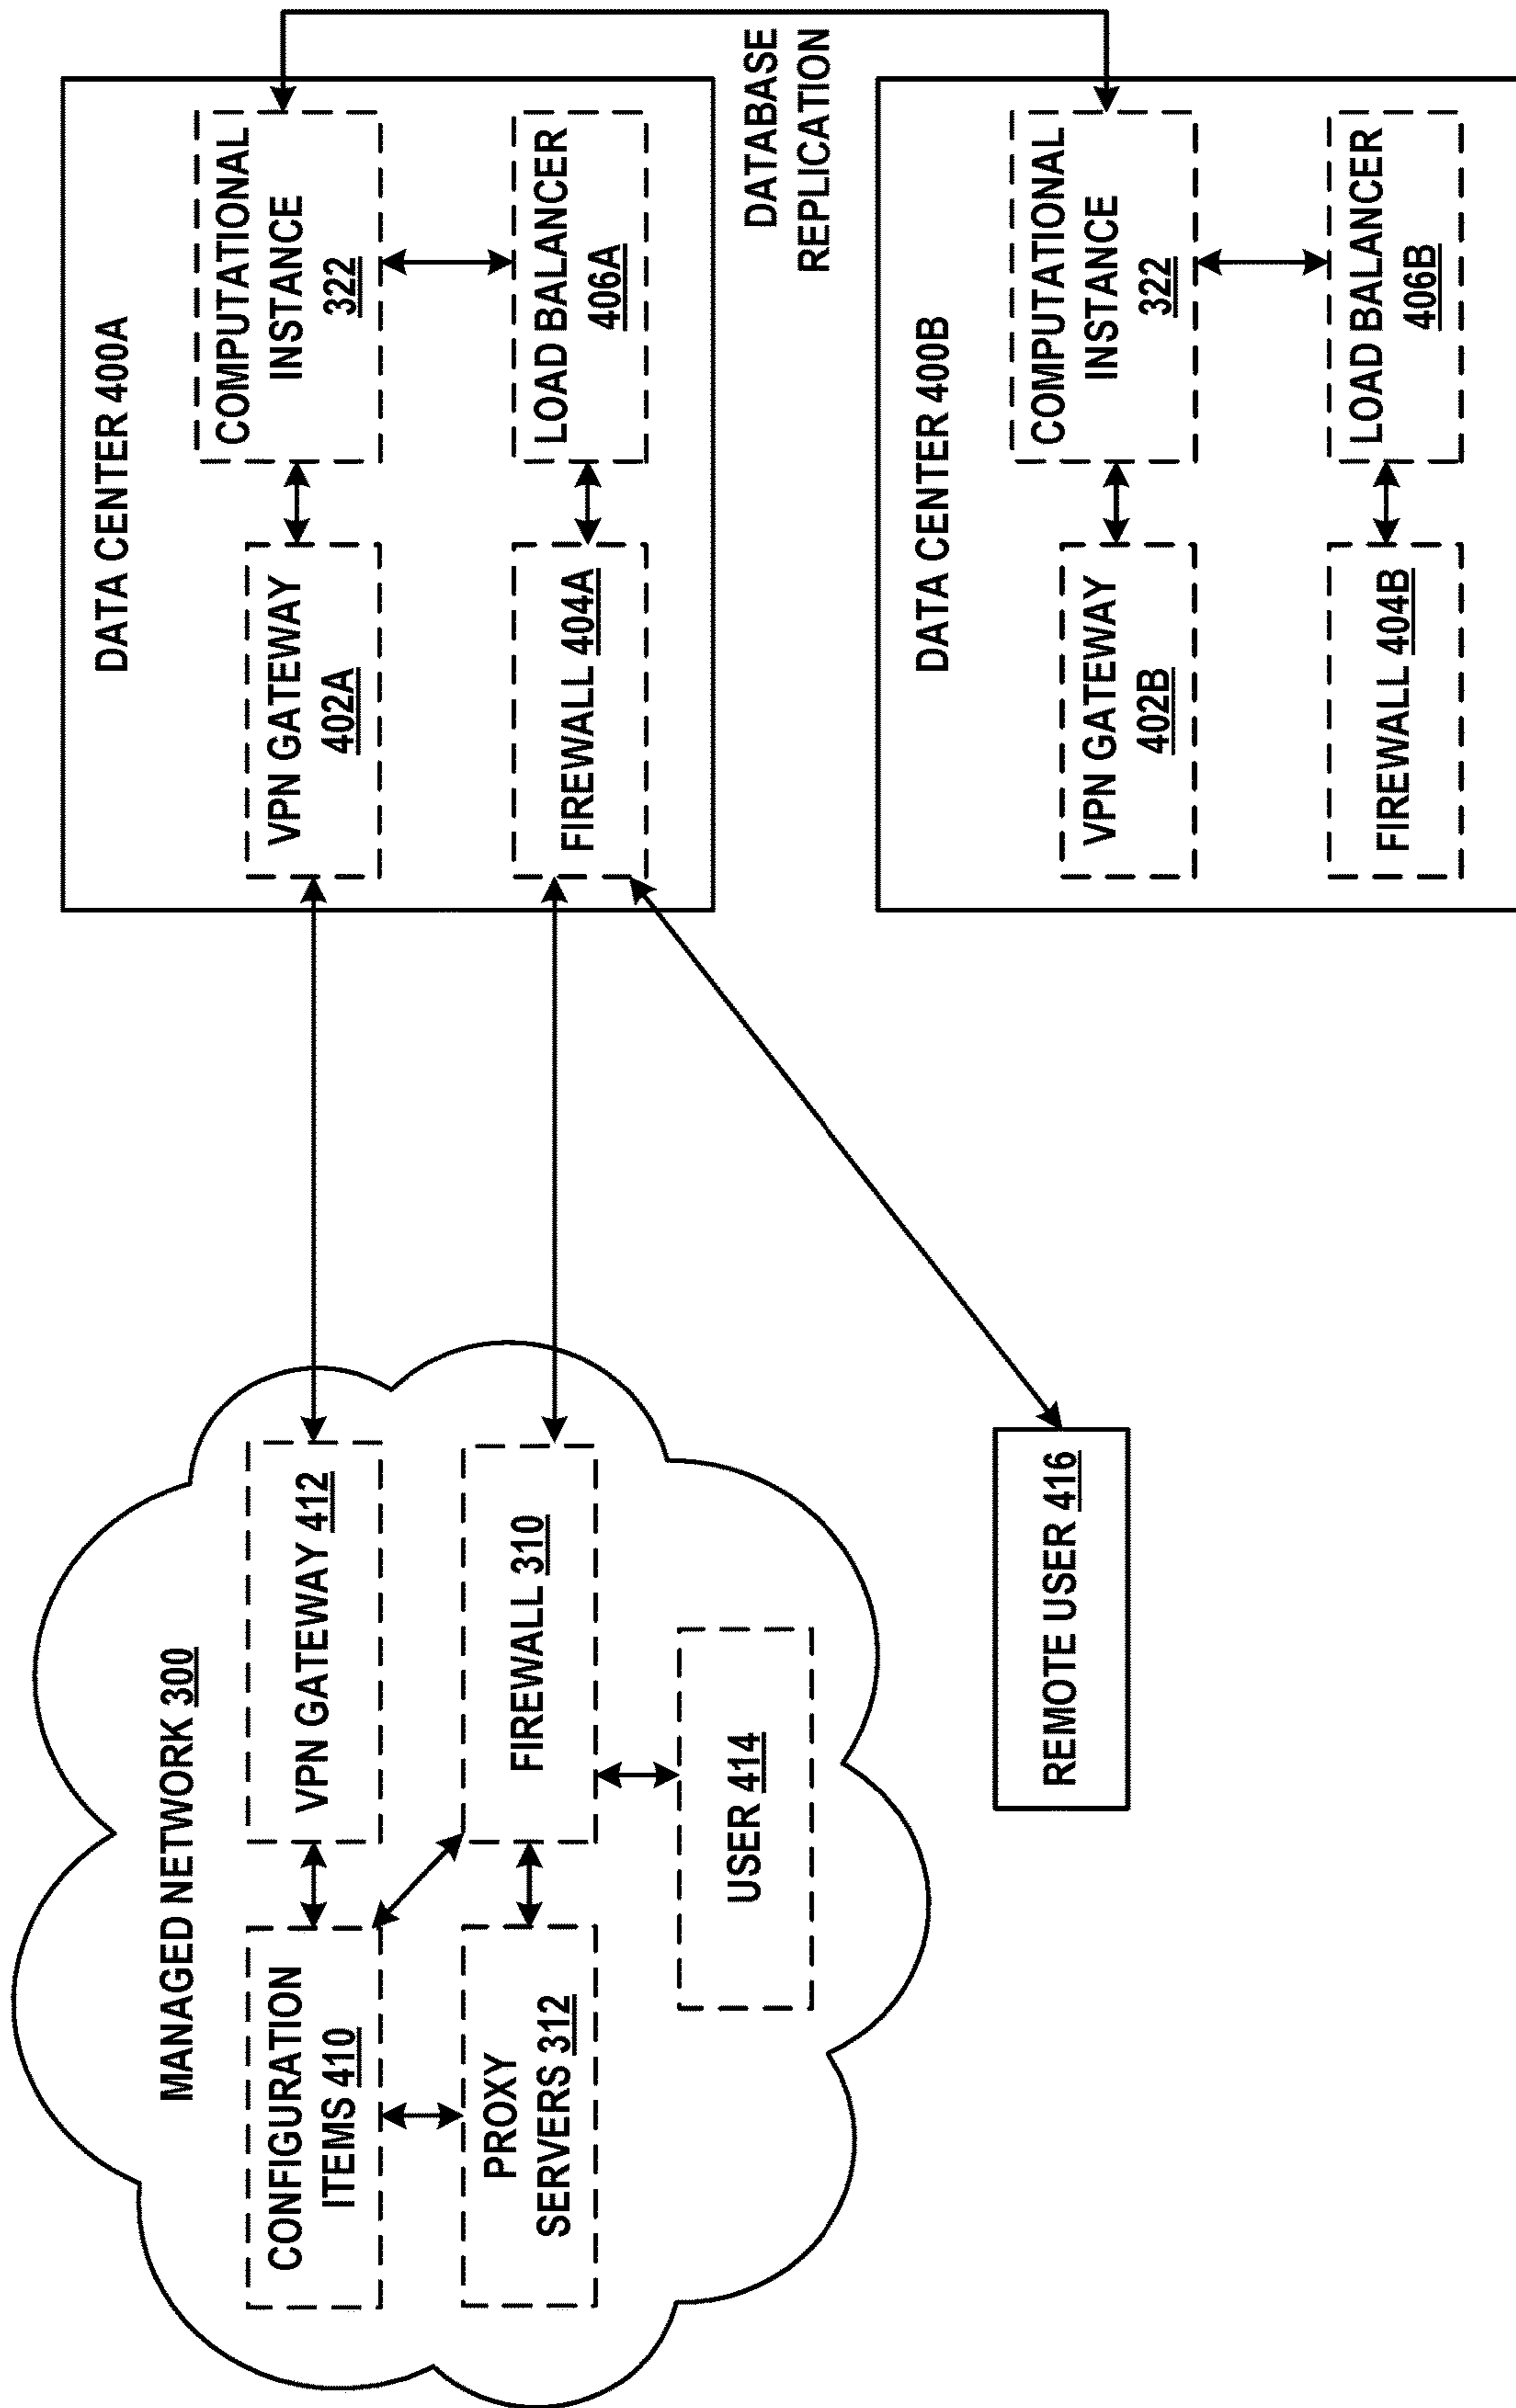 MANAGED NETWORK 300
CONFIGURATION
ITEMS 410
VPN GATEWAY 412
PROXY
SERVERS 312
FIREWALL 310
USER 414
REMOTE USER 416
DATA CENTER 400A
VPN GATEWAY
402A
COMPUTATIONAL
INSTANCE
322
FIREWALL 404A
LOAD BALANCER
406A
DATABASE
REPLICATION
DATA CENTER 400B
VPN GATEWAY
402B
COMPUTATIONAL
INSTANCE
322
FIREWALL 404B
LOAD BALANCER
406B